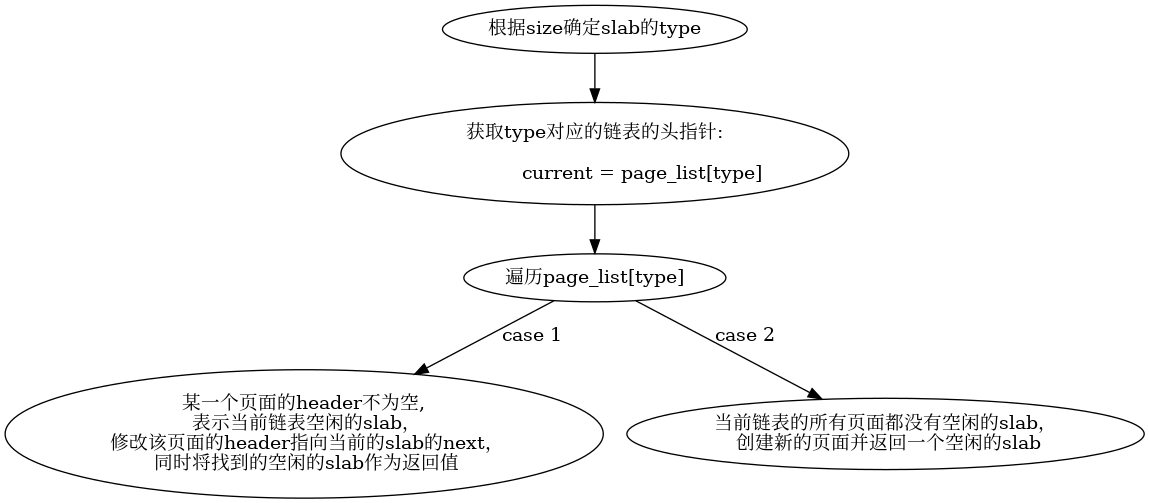 根据size确定slab的type
获取type对应的链表的头指针:
current = page_list[type]
遍历page_list[type]
case 1
case 2
某一个页面的header不为空,
表示当前链表空闲的slab,
修改该页面的header指向当前的slab的next,
同时将找到的空闲的slab作为返回值
当前链表的所有页面都没有空闲的slab,
创建新的页面并返回一个空闲的slab